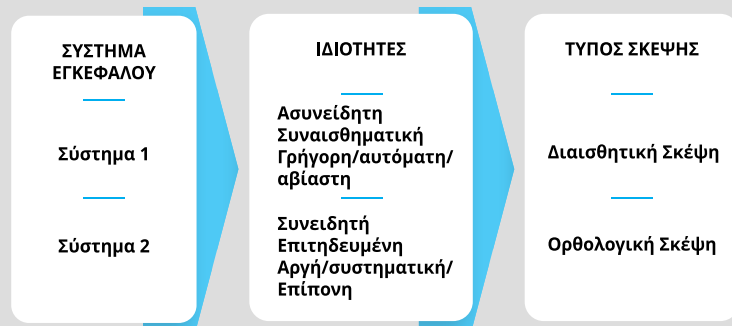 ΣΥΣΤΗΜΑ
ΕΓΚΕΦΑΛΟΥ
Σύστημα 1
Σύστημα 2
ΙΔΙΟΤΗΤΕΣ
Ασυνείδητη
Συναισθηματική
Γρήγορη/αυτόματη/
αβίαστη
Συνειδητή
Επιτηδευμένη
Αργή/συστηματική/
Επίπονη
ΤΥΠΟΣ ΣΚΕΨΗΣ
Διαισθητική Σκέψη
Ορθολογική Σκέψη